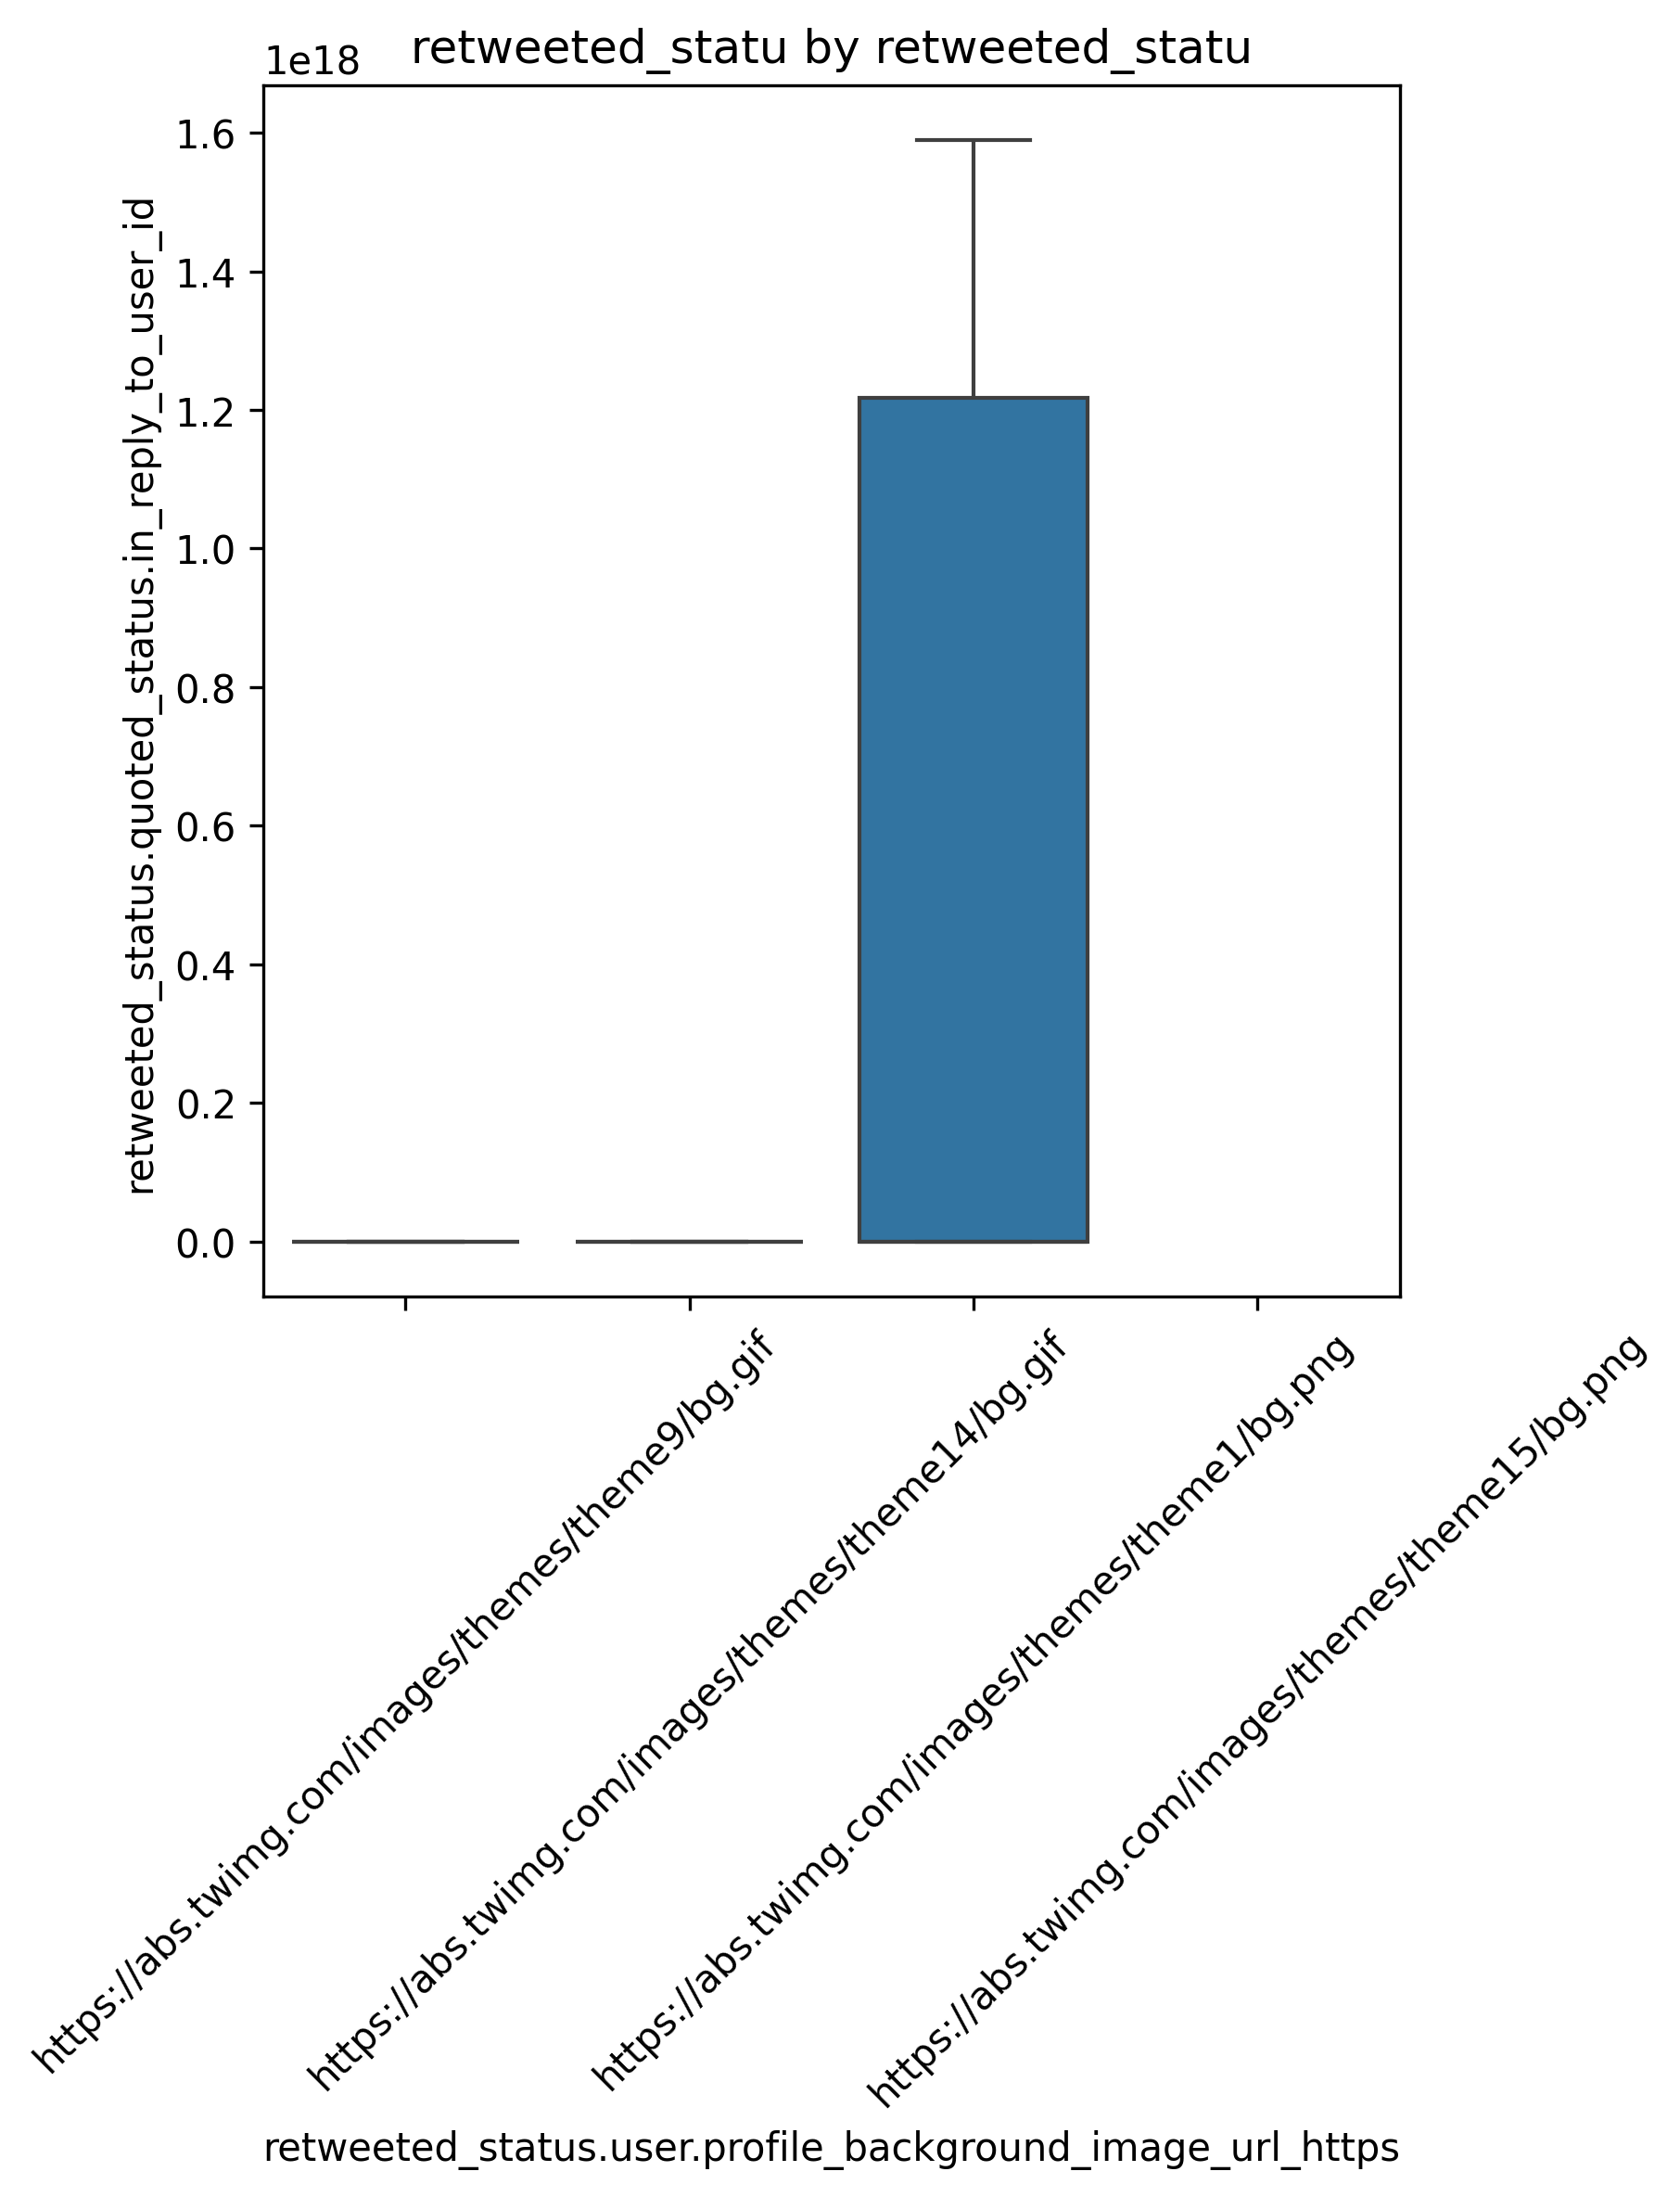 retweeted_statu by retweeted_statu
1e18
1.6
1.4
1.2
1.0
0.8
0.6
0.4
0.2
0.0
retweeted_status.quoted_status.in_reply_to_user_id
https://abs.twimg.com/images/themes/theme9/bg.gif
https://abs.twimg.com/images/themes/theme14/bg.gif
https://abs.twimg.com/images/themes/theme1/bg.png
https://abs.twimg.com/images/themes/theme15/bg.png
retweeted_status.user.profile_background_image_url_https